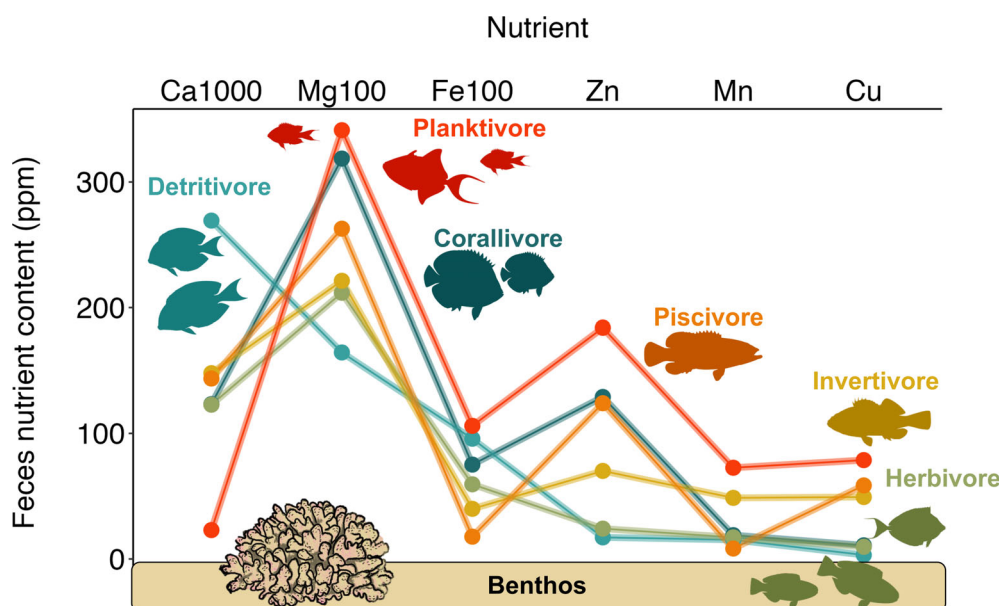 Nutrient
Ca1000 Mg100 Fe100 Zn Mn Cu
Planktivore
Detritivore
Corallivore
Piscivore
Invertivore
Herbivore
Feces nutrient content (ppm)
300
200
100
0
Benthos